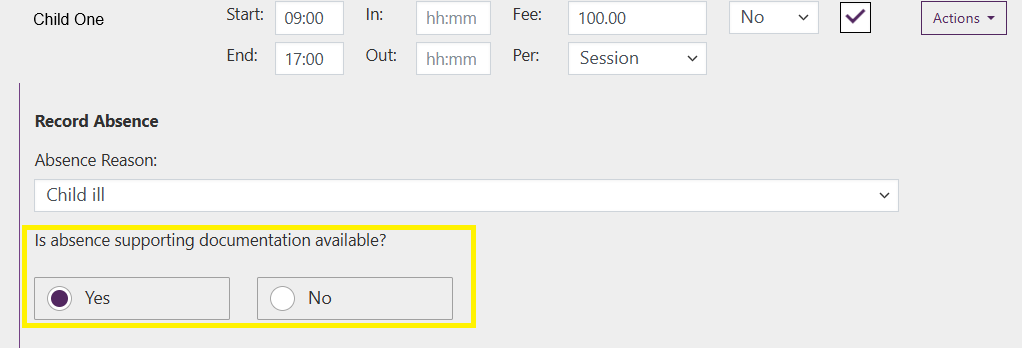 Child One Start: 09:00 In: hh:mm Fee: 100.00 No Actions
End: 17:00 Out: hh:mm Per: Session
Record Absence
Absence Reason:
Child ill
Is absence supporting documentation available?
Yes No